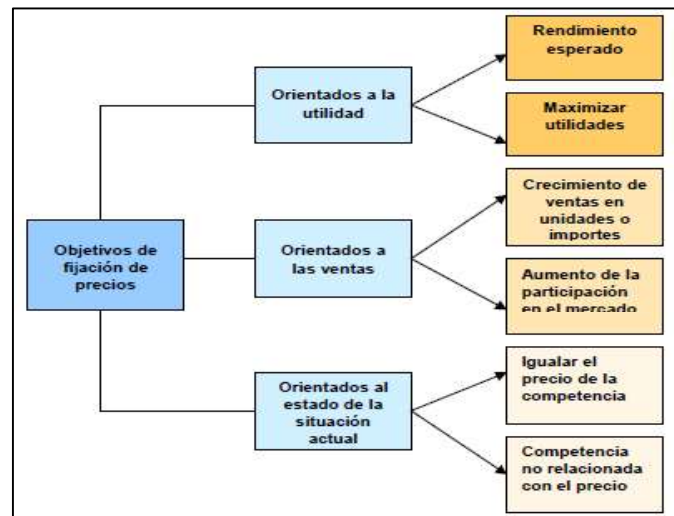 Objetivos de
fijación de
precios
Orientados a la
utilidad
Rendimiento
esperado
Maximizar
utilidades
Orientados a
las ventas
Crecimiento de
ventas en
unidades o
importes
Aumento de la
participación
en el mercado
Orientados al
estado de la
situación
actual
Igualar el
precio de la
competencia
Competencia
no relacionada
con el precio